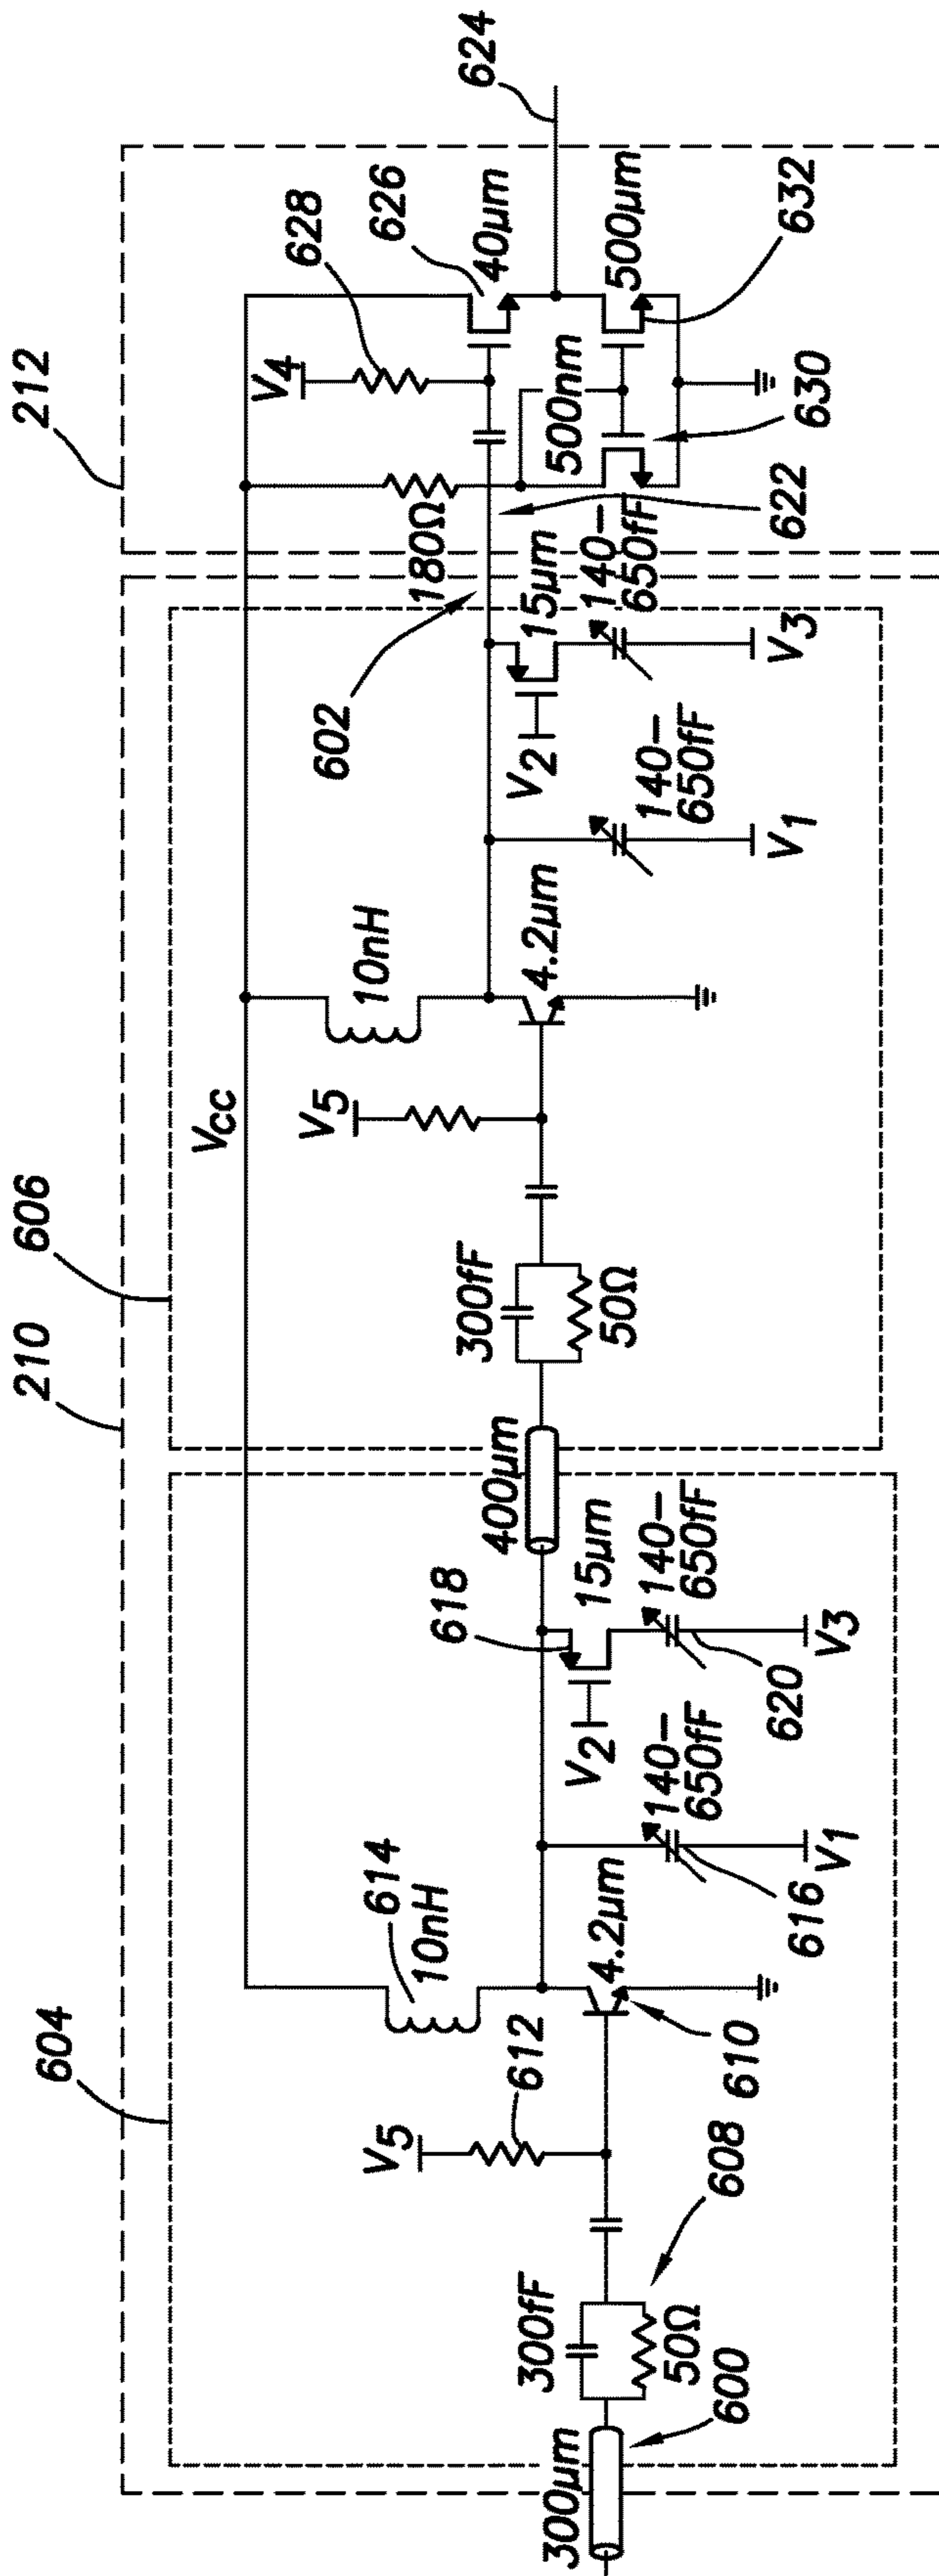 210
212
604
606
Vcc
624
628
V4
626
40µm
180Ω
500nm
500µm
632
630
622
602
15µm
V2
140–
650fF
V3
140–
650fF
V1
10nH
4.2µm
V5
300fF
50Ω
400µm
618
15µm
V2
140–
650fF
620
V3
140–
650fF
616
V1
614
10nH
4.2µm
610
612
V5
300fF
50Ω
608
600
300µm